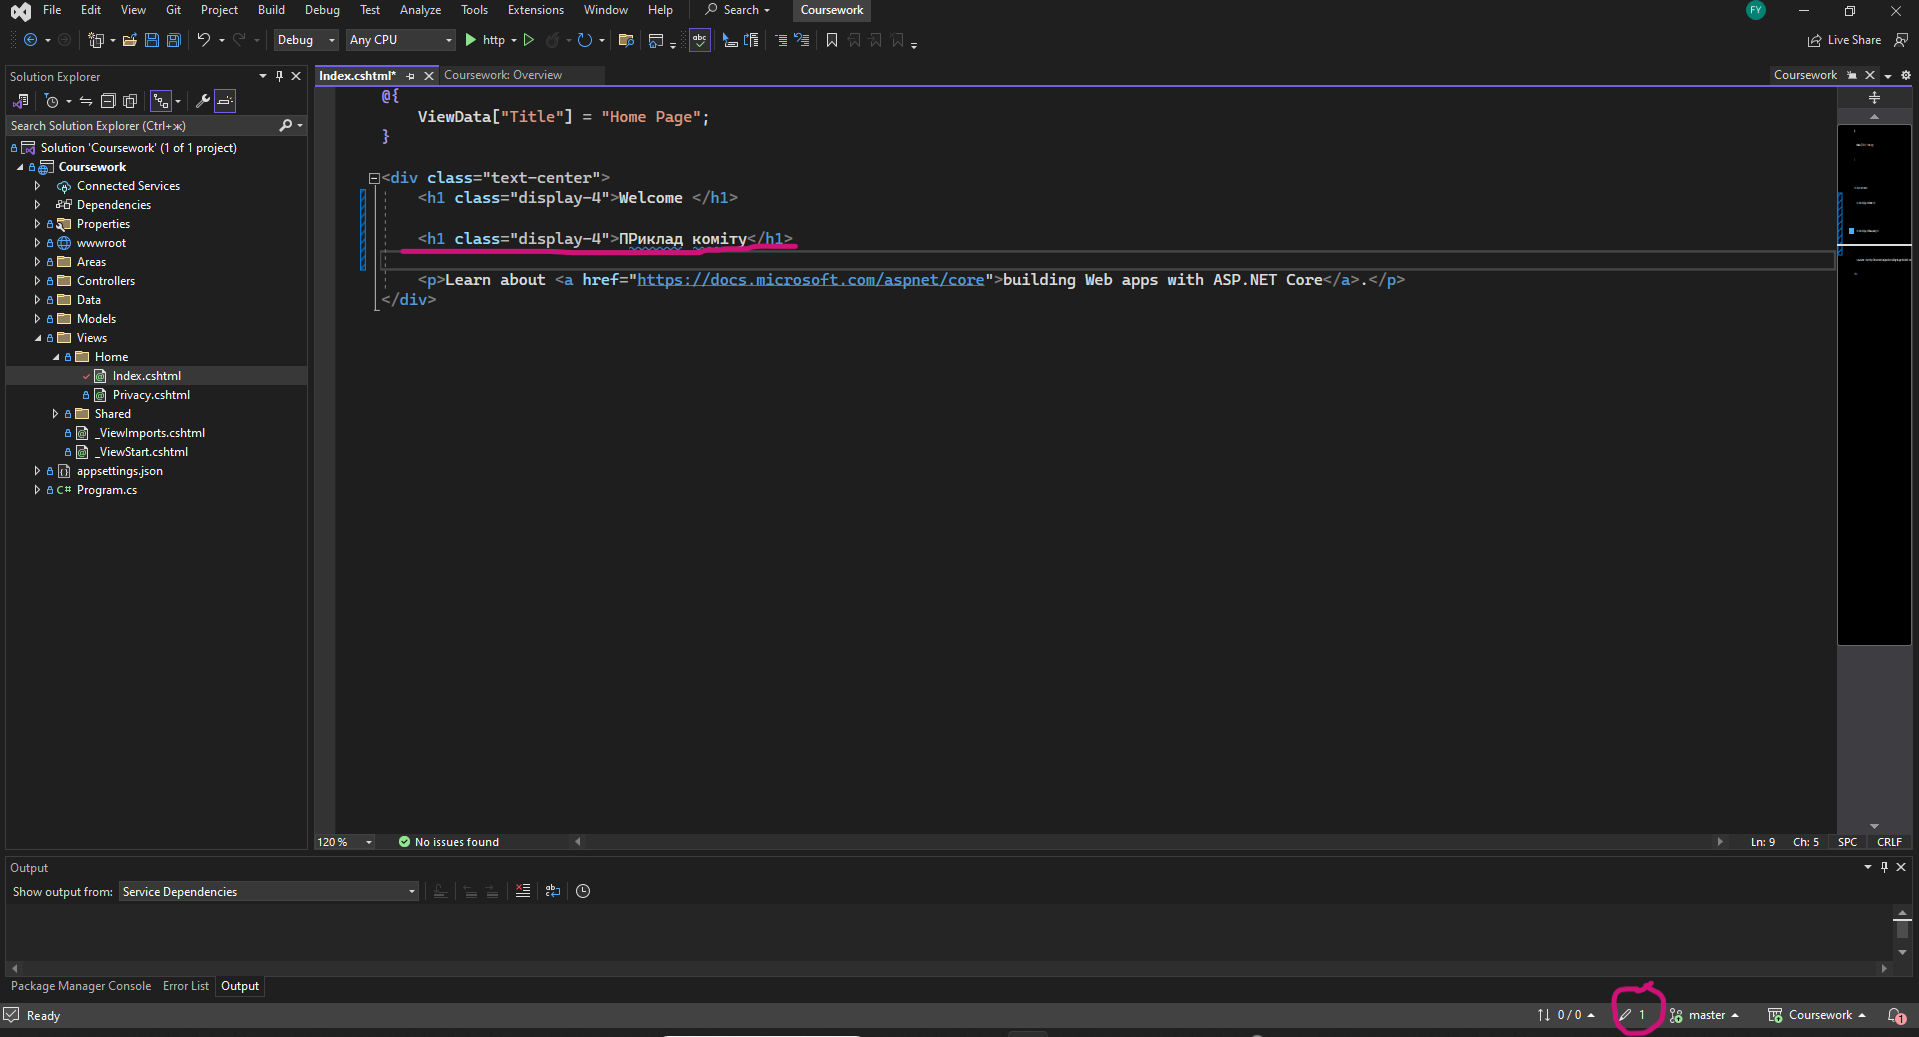 File Edit View Git Project Build Debug Test Analyze Tools Extensions Window Help Search Coursework FY
Debug Any CPU http abc Live Share
Solution Explorer
Search Solution Explorer (Ctrl+ж)
Solution 'Coursework' (1 of 1 project)
Coursework
Connected Services
Dependencies
Properties
wwwroot
Areas
Controllers
Data
Models
Views
Home
Index.cshtml
Privacy.cshtml
Shared
_ViewImports.cshtml
_ViewStart.cshtml
appsettings.json
C# Program.cs
Index.cshtml* Coursework: Overview Coursework
@{
ViewData["Title"] = "Home Page";
}
<div class="text-center">
<h1 class="display-4">Welcome </h1>
<h1 class="display-4">ПРиклад коміту</h1>
<p>Learn about <a href="https://docs.microsoft.com/aspnet/core">building Web apps with ASP.NET Core</a>.</p>
</div>
120 % No issues found Ln: 9 Ch: 5 SPC CRLF
Output
Show output from: Service Dependencies
Package Manager Console Error List Output
Ready 0 / 0 1 master Coursework 1